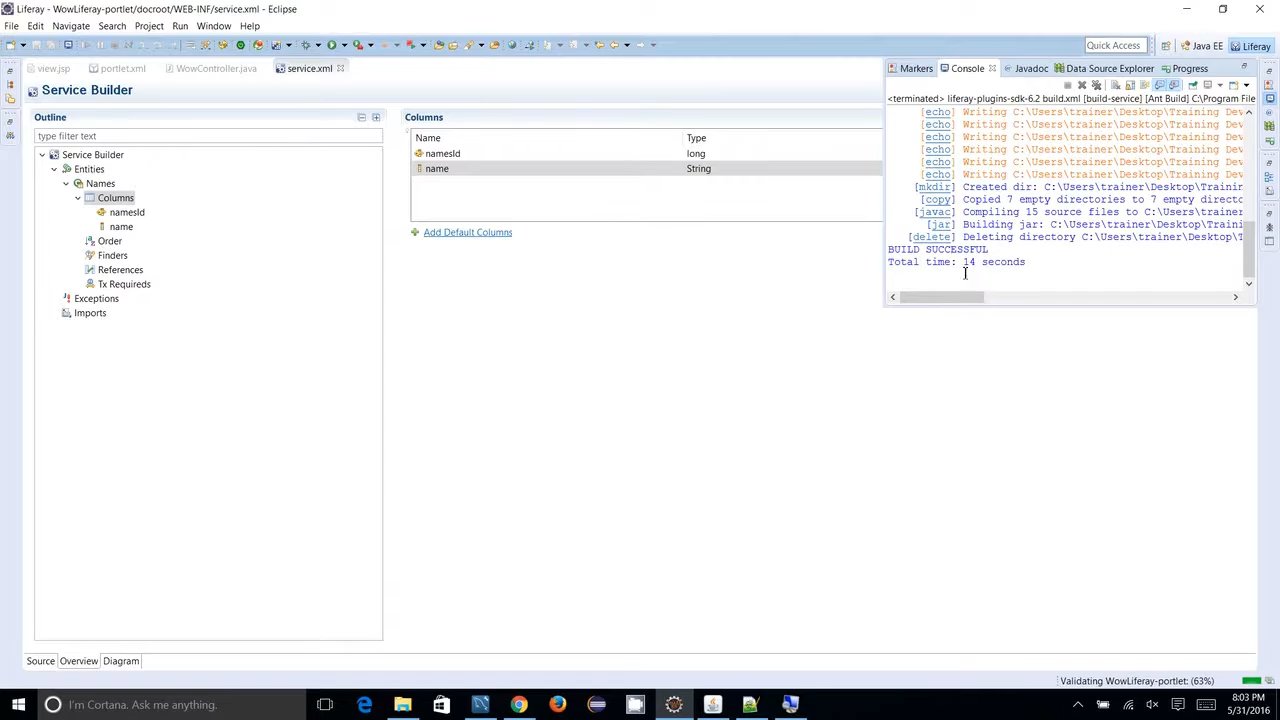 Liferay - WowLiferay-portlet/docroot/WEB-INF/service.xml - Eclipse
File Edit Navigate Search Project Run Window Help
Quick Access Java EE Liferay
view.jsp portlet.xml WowController.java service.xml
Markers Console Javadoc Data Source Explorer Progress
Service Builder
<terminated> liferay-plugins-sdk-6.2 build.xml [build-service] [Ant Build] C:\Program File
Outline
type filter text
Service Builder
Entities
Names
Columns
namesId
name
Order
Finders
References
Tx Requireds
Exceptions
Imports
Columns
Name Type
namesId long
name String
Add Default Columns
[echo] Writing C:\Users\trainer\Desktop\Training Dev
[echo] Writing C:\Users\trainer\Desktop\Training Dev
[echo] Writing C:\Users\trainer\Desktop\Training Dev
[echo] Writing C:\Users\trainer\Desktop\Training Dev
[echo] Writing C:\Users\trainer\Desktop\Training Dev
[echo] Writing C:\Users\trainer\Desktop\Training Dev
[mkdir] Created dir: C:\Users\trainer\Desktop\Trainin
[copy] Copied 7 empty directories to 7 empty directo
[javac] Compiling 15 source files to C:\Users\trainer
[jar] Building jar: C:\Users\trainer\Desktop\Traini
[delete] Deleting directory C:\Users\trainer\Desktop\T
BUILD SUCCESSFUL
Total time: 14 seconds
Source Overview Diagram
Validating WowLiferay-portlet: (63%)
I'm Cortana. Ask me anything.
8:03 PM
5/31/2016